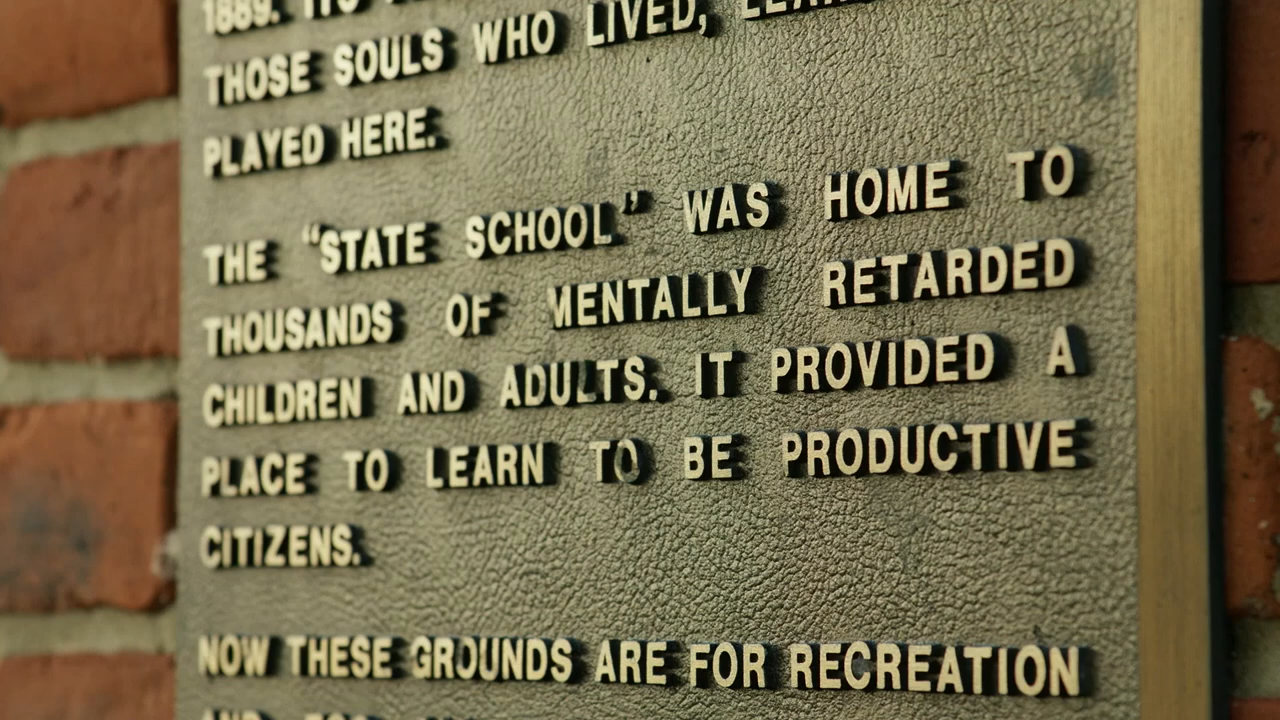 1889.
THOSE SOULS WHO LIVED,
PLAYED HERE.
THE "STATE SCHOOL" WAS HOME TO
THOUSANDS OF MENTALLY RETARDED
CHILDREN AND ADULTS. IT PROVIDED A
PLACE TO LEARN TO BE PRODUCTIVE
CITIZENS.
NOW THESE GROUNDS ARE FOR RECREATION